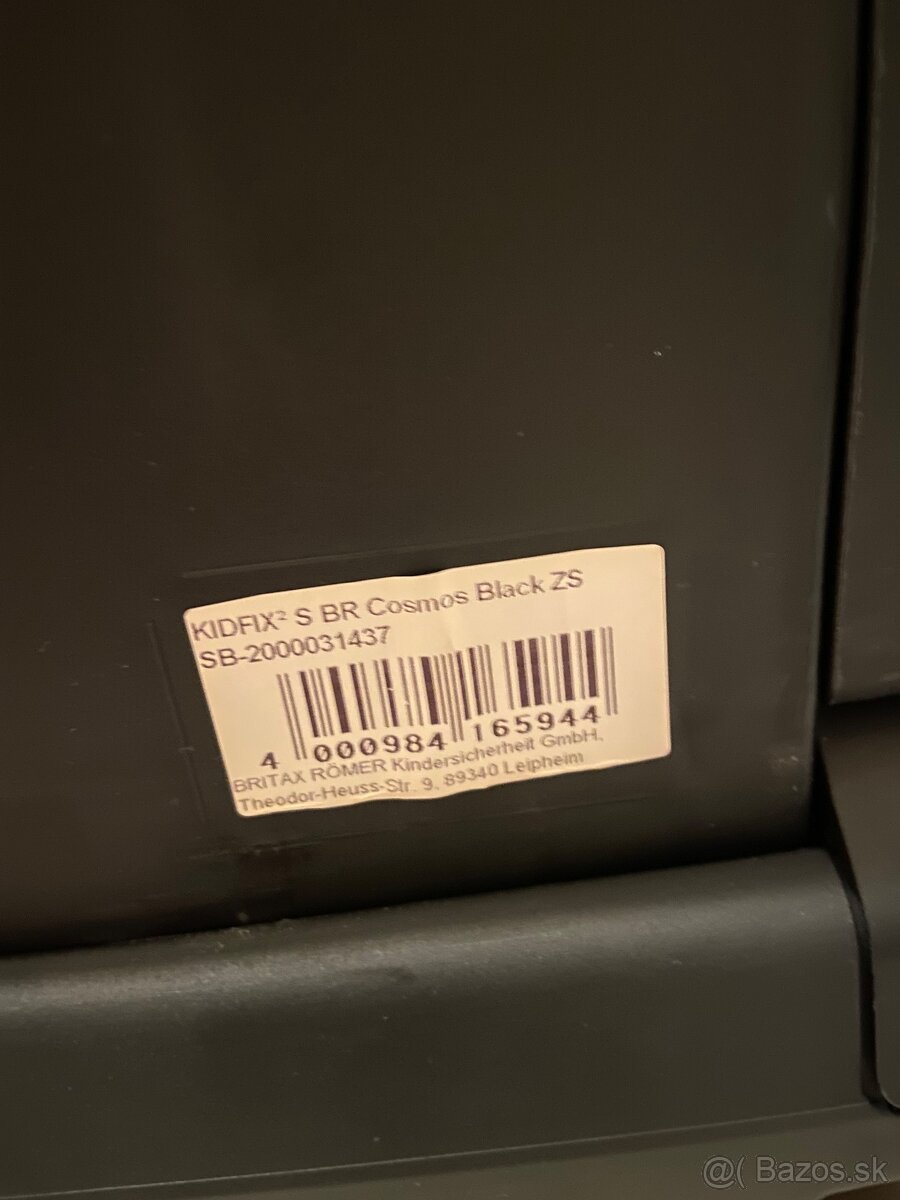 KIDFIX² S BR Cosmos Black ZS
SB-2000031437
4 000984 165944
BRITAX RÖMER Kindersicherheit GmbH,
Theodor-Heuss-Str. 9, 89340 Leipheim
@( Bazos.sk